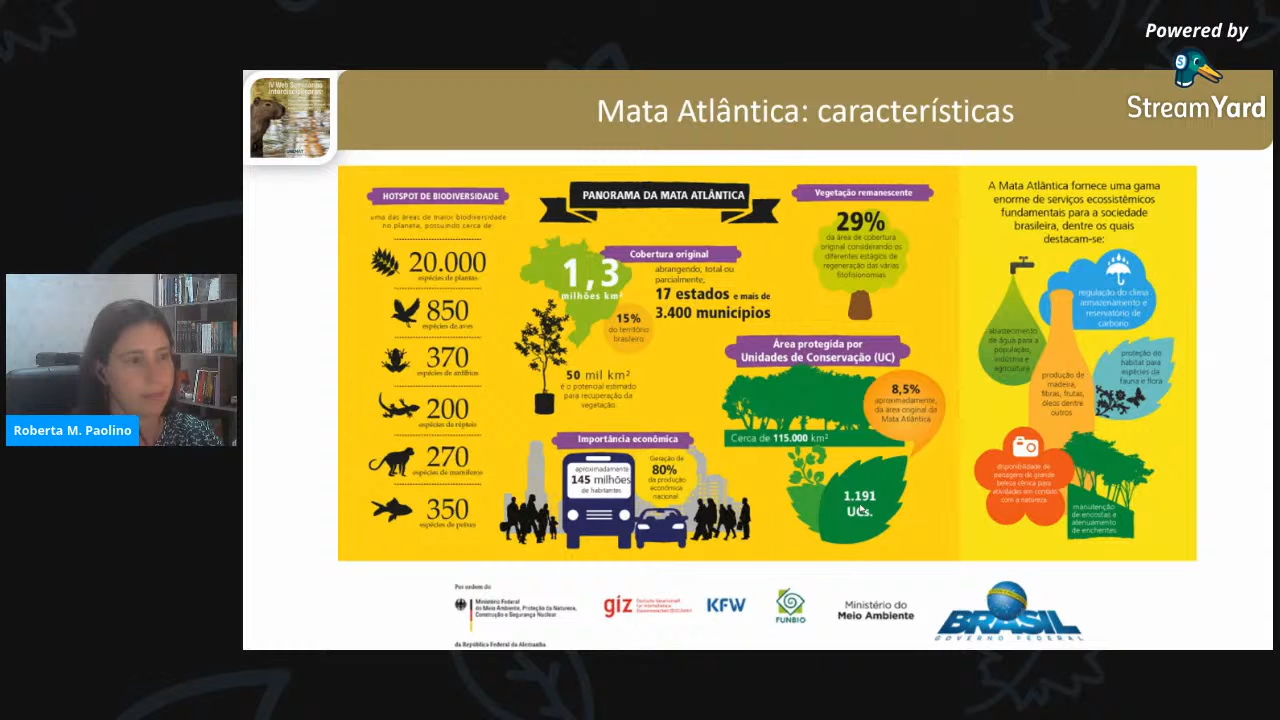 Powered by
StreamYard
IV Web Seminários
Interdisciplinares
Mata Atlântica: características
HOTSPOT DE BIODIVERSIDADE
uma das áreas de maior biodiversidade
no planeta, possuindo cerca de:
20.000
espécies de plantas
850
espécies de aves
370
espécies de anfíbios
200
espécies de répteis
270
espécies de mamíferos
350
espécies de peixes
PANORAMA DA MATA ATLÂNTICA
Cobertura original
1,3
milhões km²
abrangendo, total ou
parcialmente,
17 estados e mais de
3.400 municípios
15%
do território
brasileiro
50 mil km²
é o potencial estimado
para recuperação da
vegetação.
Importância econômica
aproximadamente
145 milhões
de habitantes
Geração de
80%
da produção
econômica
nacional
Vegetação remanescente
29%
da área de cobertura
original considerando os
diferentes estágios de
regeneração das várias
fitofisionomias
Área protegida por
Unidades de Conservação (UC)
8,5%
aproximadamente,
da área original da
Mata Atlântica
Cerca de 115.000 km²
1.191
UCs.
A Mata Atlântica fornece uma gama
enorme de serviços ecossistêmicos
fundamentais para a sociedade
brasileira, dentre os quais
destacam-se:
abastecimento
de água para a
população,
indústria e
agricultura
regulação do clima
armazenamento e
reservatório de
carbono
produção de
madeira,
fibras, frutas,
óleos dentre
outros
proteção do
habitat para
espécies da
fauna e flora
disponibilidade de
paisagens de grande
beleza cênica para
atividades em contato
com a natureza
manutenção
de encostas e
atenuamento
de enchentes
Roberta M. Paolino
Por ordem do
Ministério Federal
do Meio Ambiente, Proteção da Natureza,
Construção e Segurança Nuclear
da República Federal da Alemanha
giz
KFW
FUNBIO
Ministério do
Meio Ambiente
BRASIL
GOVERNO FEDERAL